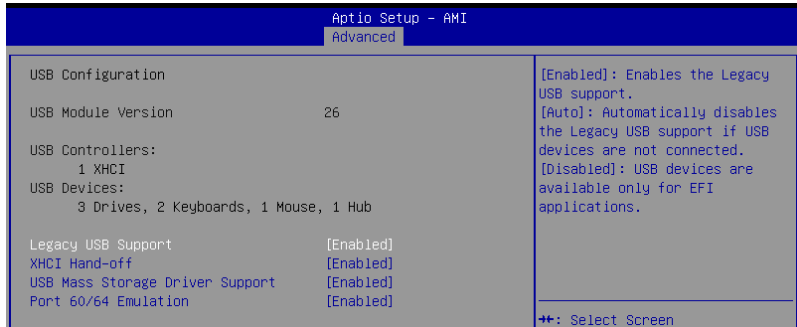 Aptio Setup – AMI
Advanced
USB Configuration
USB Module Version 26
USB Controllers:
1 XHCI
USB Devices:
3 Drives, 2 Keyboards, 1 Mouse, 1 Hub
Legacy USB Support [Enabled]
XHCI Hand-off [Enabled]
USB Mass Storage Driver Support [Enabled]
Port 60/64 Emulation [Enabled]
[Enabled]: Enables the Legacy
USB support.
[Auto]: Automatically disables
the Legacy USB support if USB
devices are not connected.
[Disabled]: USB devices are
available only for EFI
applications.
→←: Select Screen